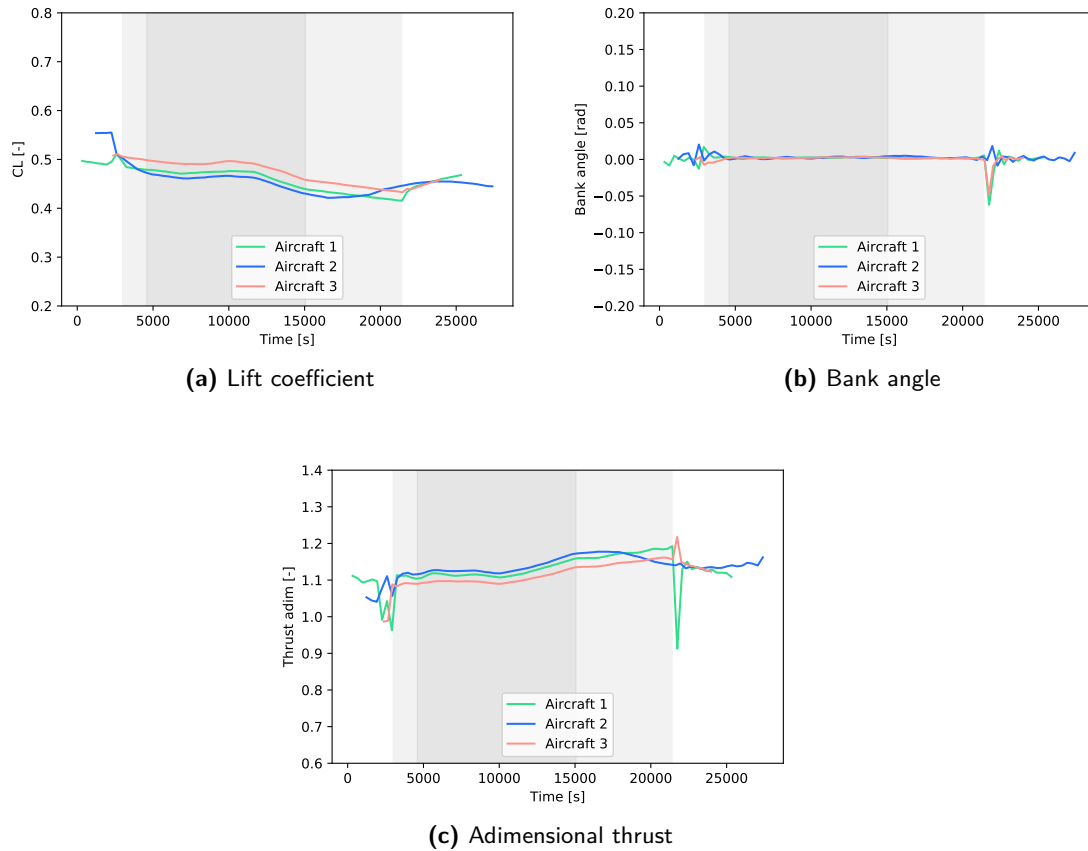 0.8
0.7
0.6
0.5
0.4
0.3
0.2
CL [-]
0 5000 10000 15000 20000 25000
Time [s]
Aircraft 1
Aircraft 2
Aircraft 3
(a) Lift coefficient
0.20
0.15
0.10
0.05
0.00
−0.05
−0.10
−0.15
−0.20
Bank angle [rad]
0 5000 10000 15000 20000 25000
Time [s]
Aircraft 1
Aircraft 2
Aircraft 3
(b) Bank angle
1.4
1.3
1.2
1.1
1.0
0.9
0.8
0.7
0.6
Thrust adim [-]
0 5000 10000 15000 20000 25000
Time [s]
Aircraft 1
Aircraft 2
Aircraft 3
(c) Adimensional thrust